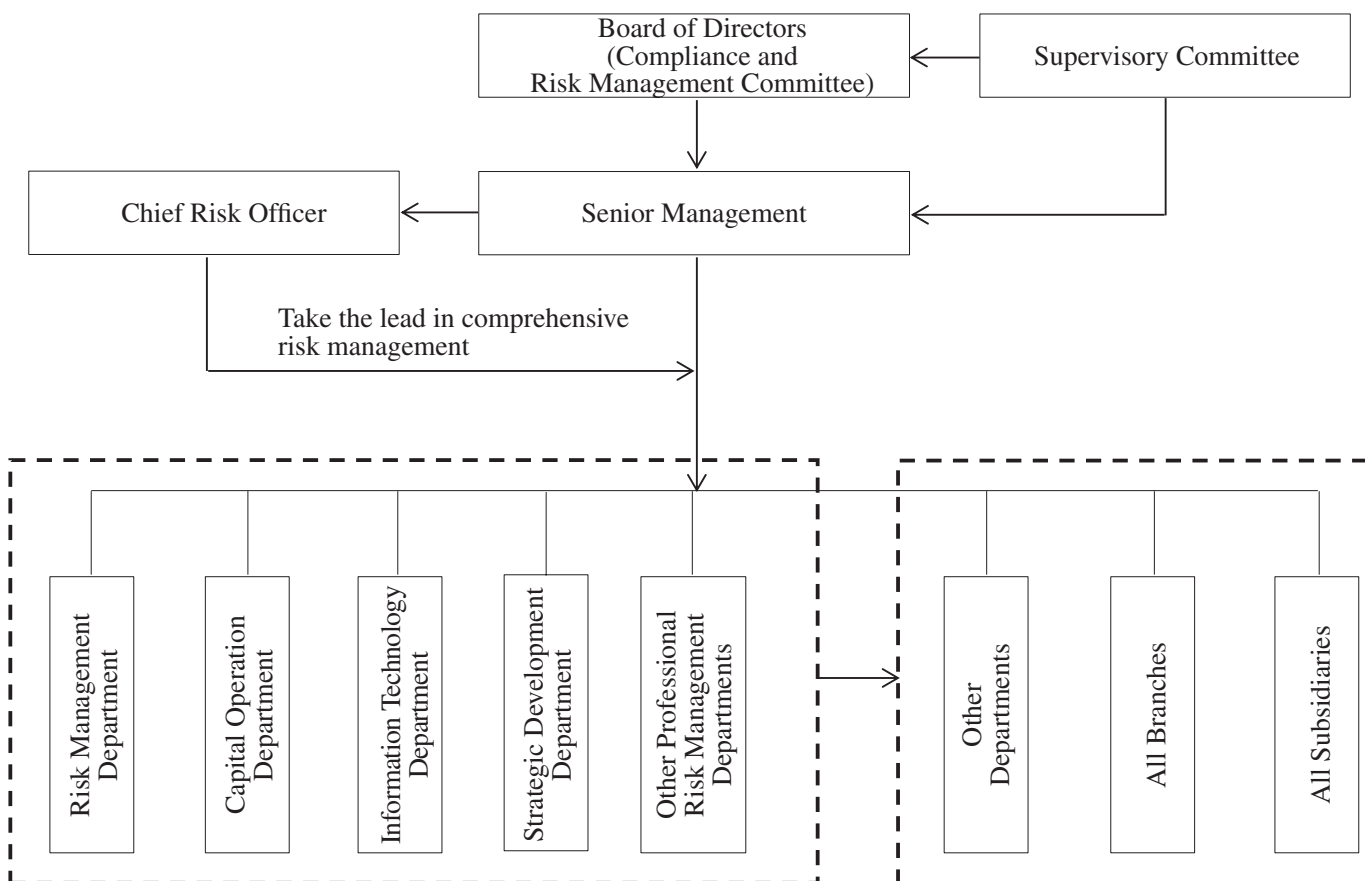 Board of Directors
(Compliance and
Risk Management Committee)
Supervisory Committee
Chief Risk Officer
Senior Management
Take the lead in comprehensive
risk management
Risk Management
Department
Capital Operation
Department
Information Technology
Department
Strategic Development
Department
Other Professional
Risk Management
Departments
Other
Departments
All Branches
All Subsidiaries